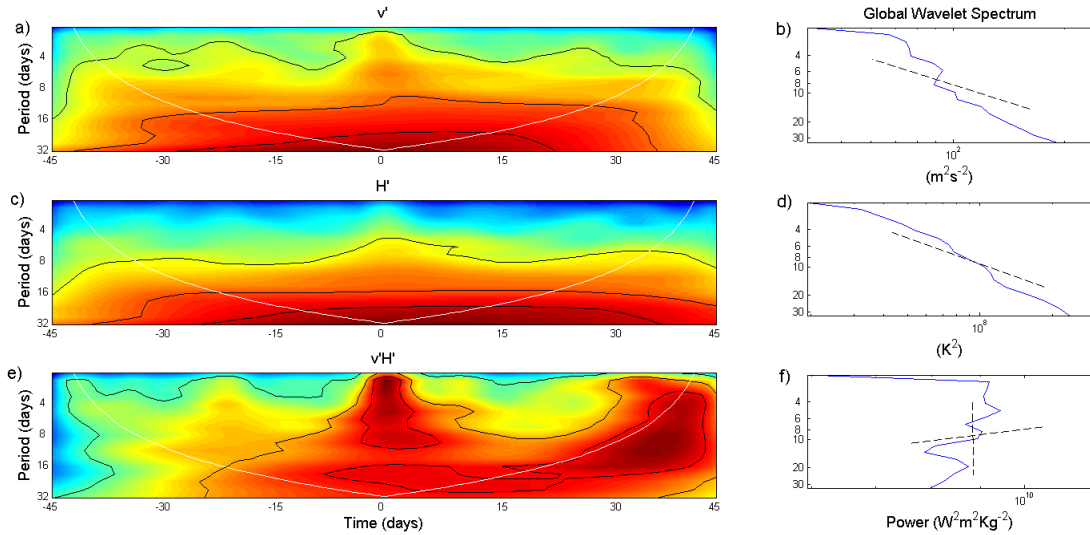 v'
a)
Period (days)
4
8
16
32
-45 -30 -15 0 15 30 45
Global Wavelet Spectrum
b)
4
6
8
10
20
30
10²
(m²s⁻²)
H'
c)
Period (days)
4
8
16
32
-45 -30 -15 0 15 30 45
d)
4
6
8
10
20
30
10⁸
(K²)
v'H'
e)
Period (days)
4
8
16
32
-45 -30 -15 0 15 30 45
Time (days)
f)
4
6
8
10
20
30
10¹⁰
Power (W²m²Kg⁻²)